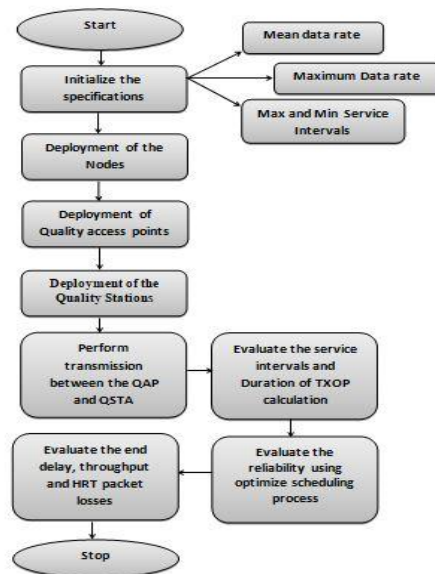 Start
Mean data rate
Initialize the
specifications
Maximum Data rate
Max and Min Service
Intervals
Deployment of the
Nodes
Deployment of
Quality access points
Deployment of the
Quality Stations
Perform
transmission
between the QAP
and QSTA
Evaluate the service
intervals and
Duration of TXOP
calculation
Evaluate the
reliability using
optimize scheduling
process
Evaluate the end
delay, throughput
and HRT packet
losses
Stop